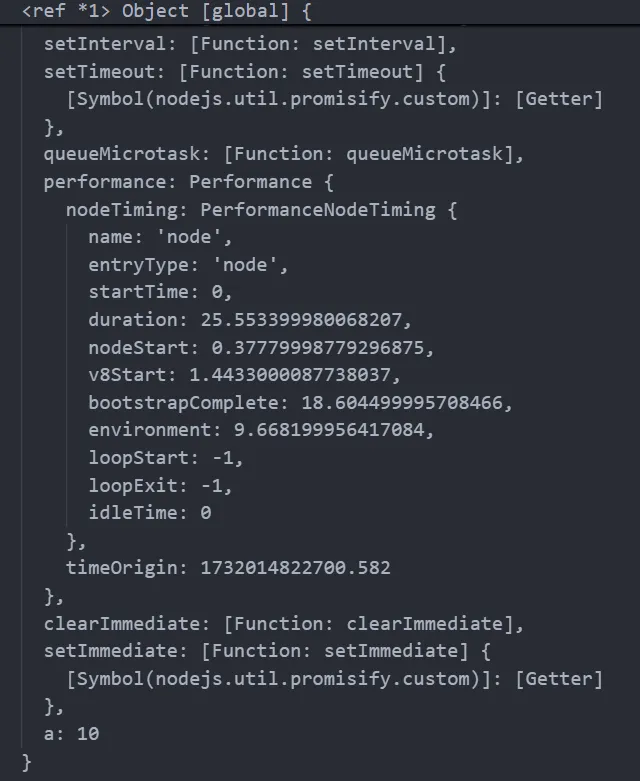 <ref *1> Object [global] {
  setInterval: [Function: setInterval],
  setTimeout: [Function: setTimeout] {
    [Symbol(nodejs.util.promisify.custom)]: [Getter]
  },
  queueMicrotask: [Function: queueMicrotask],
  performance: Performance {
    nodeTiming: PerformanceNodeTiming {
      name: 'node',
      entryType: 'node',
      startTime: 0,
      duration: 25.553399980068207,
      nodeStart: 0.37779998779296875,
      v8Start: 1.4433000087738037,
      bootstrapComplete: 18.604499995708466,
      environment: 9.668199956417084,
      loopStart: -1,
      loopExit: -1,
      idleTime: 0
    },
    timeOrigin: 1732014822700.582
  },
  clearImmediate: [Function: clearImmediate],
  setImmediate: [Function: setImmediate] {
    [Symbol(nodejs.util.promisify.custom)]: [Getter]
  },
  a: 10
}